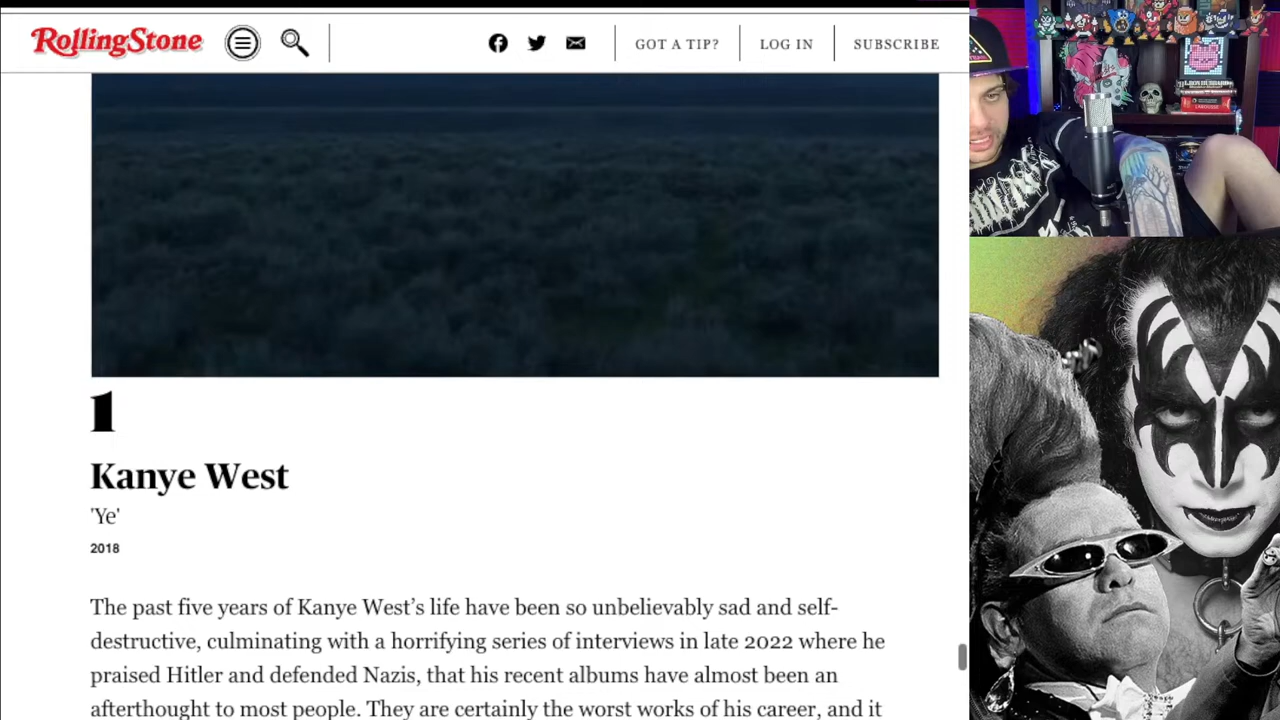 RollingStone
GOT A TIP?
LOG IN
SUBSCRIBE
1
Kanye West
'Ye'
2018
The past five years of Kanye West’s life have been so unbelievably sad and self-
destructive, culminating with a horrifying series of interviews in late 2022 where he
praised Hitler and defended Nazis, that his recent albums have almost been an
afterthought to most people. They are certainly the worst works of his career, and it